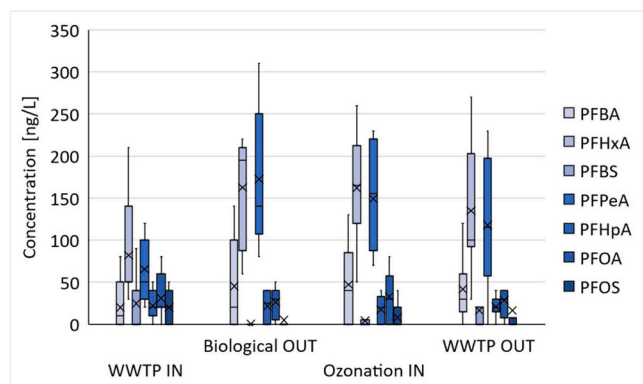 350
300
250
200
150
100
50
0
Concentration [ng/L]
PFBA
PFHxA
PFBS
PFPeA
PFHpA
PFOA
PFOS
Biological OUT
WWTP OUT
WWTP IN
Ozonation IN